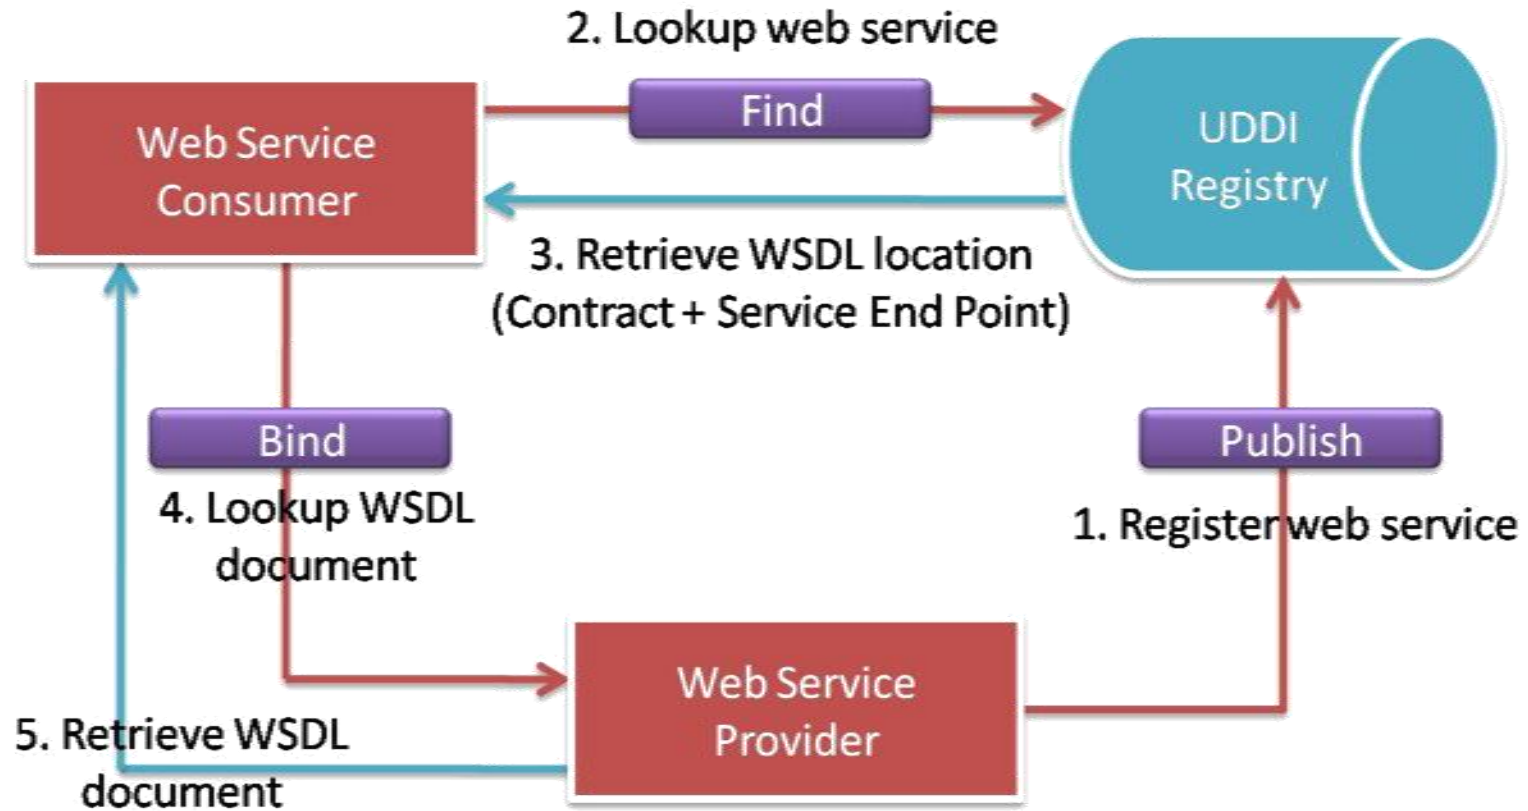 2. Lookup web service
Find
Web Service
Consumer
UDDI
Registry
3. Retrieve WSDL location
(Contract + Service End Point)
Bind
Publish
4. Lookup WSDL
document
1. Register web service
Web Service
Provider
5. Retrieve WSDL
document